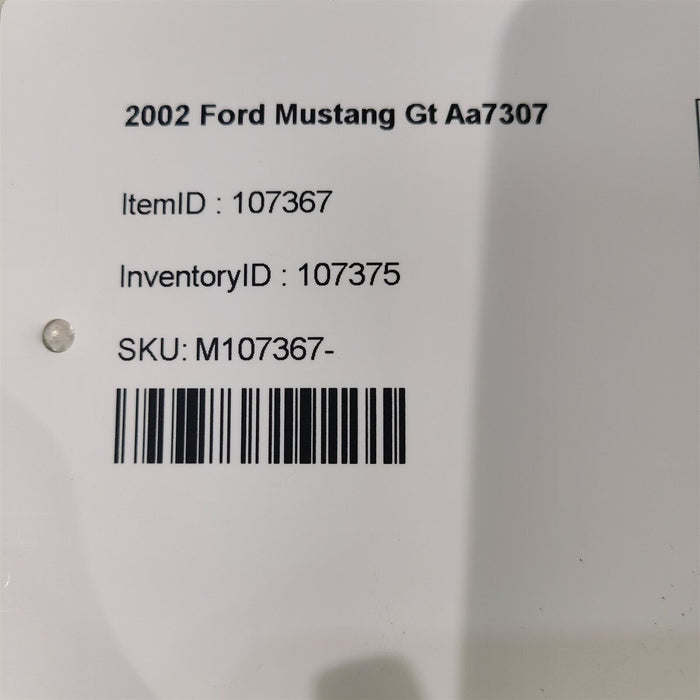 2002 Ford Mustang Gt Aa7307
ItemID : 107367
InventoryID : 107375
SKU: M107367-